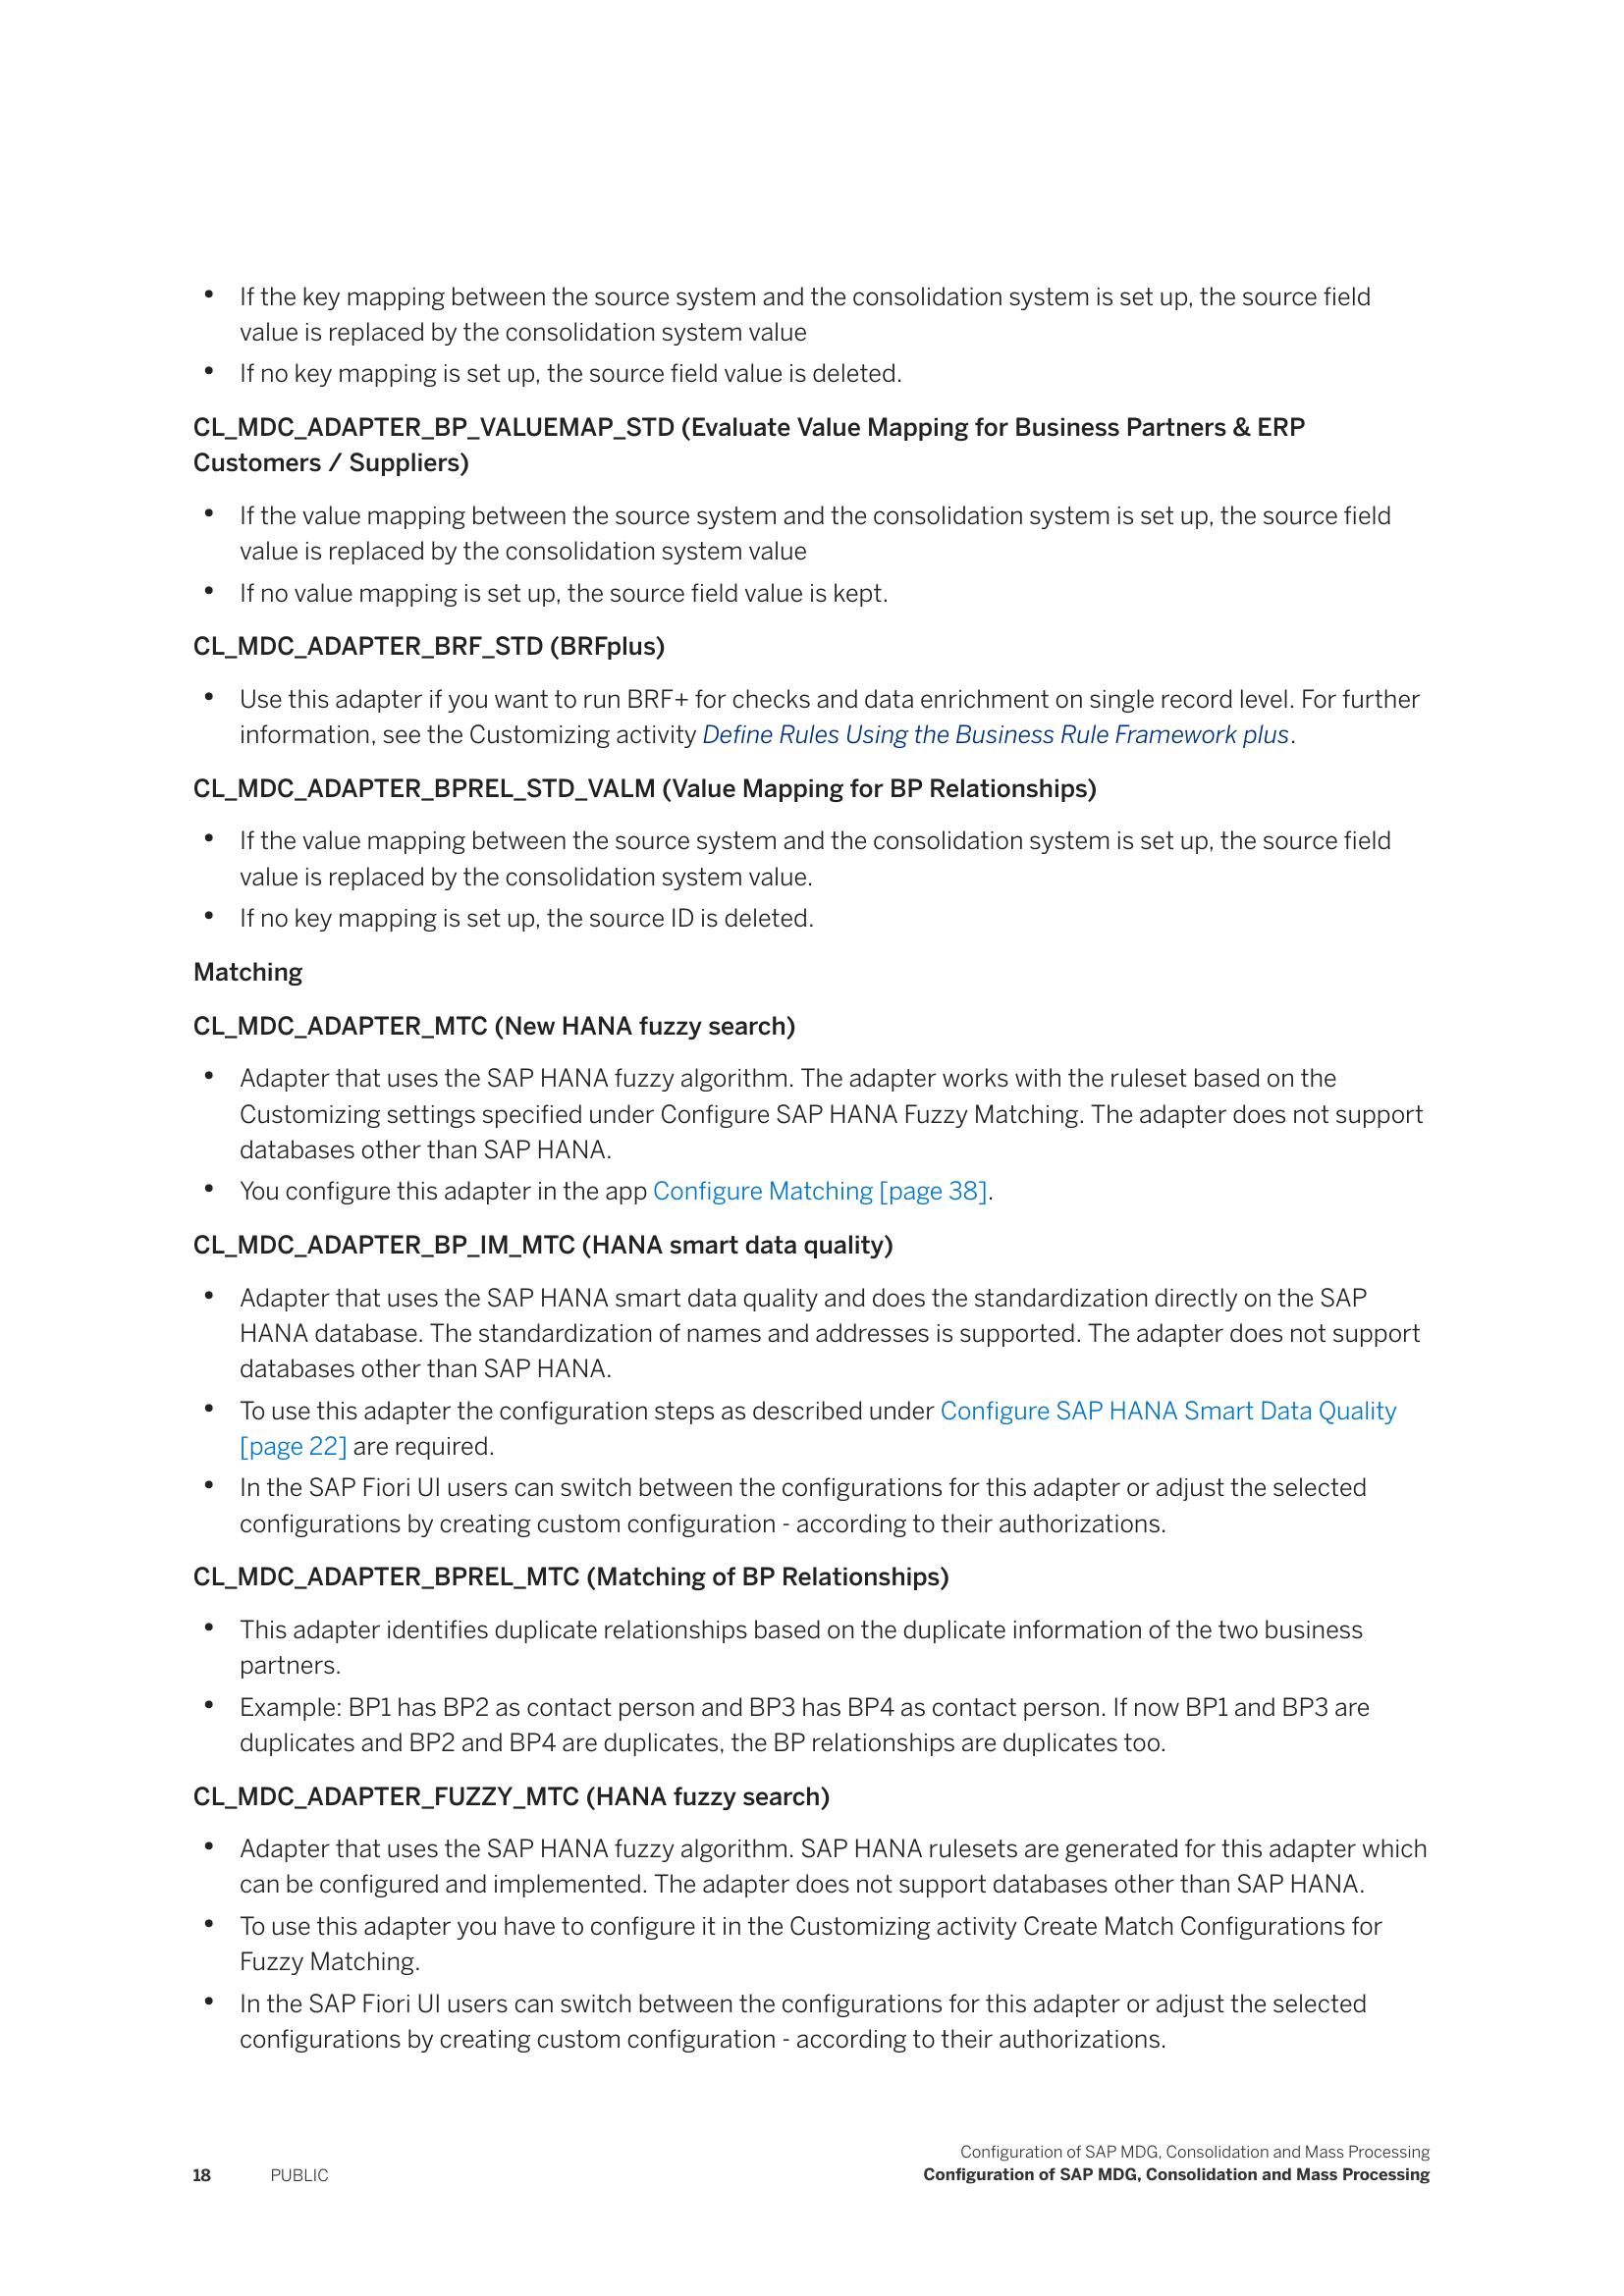 • If the key mapping between the source system and the consolidation system is set up, the source field
value is replaced by the consolidation system value
• If no key mapping is set up, the source field value is deleted.
CL_MDC_ADAPTER_BP_VALUEMAP_STD (Evaluate Value Mapping for Business Partners & ERP
Customers / Suppliers)
• If the value mapping between the source system and the consolidation system is set up, the source field
value is replaced by the consolidation system value
• If no value mapping is set up, the source field value is kept.
CL_MDC_ADAPTER_BRF_STD (BRFplus)
• Use this adapter if you want to run BRF+ for checks and data enrichment on single record level. For further
information, see the Customizing activity Define Rules Using the Business Rule Framework plus.
CL_MDC_ADAPTER_BPREL_STD_VALM (Value Mapping for BP Relationships)
• If the value mapping between the source system and the consolidation system is set up, the source field
value is replaced by the consolidation system value.
• If no key mapping is set up, the source ID is deleted.
Matching
CL_MDC_ADAPTER_MTC (New HANA fuzzy search)
• Adapter that uses the SAP HANA fuzzy algorithm. The adapter works with the ruleset based on the
Customizing settings specified under Configure SAP HANA Fuzzy Matching. The adapter does not support
databases other than SAP HANA.
• You configure this adapter in the app Configure Matching [page 38].
CL_MDC_ADAPTER_BP_IM_MTC (HANA smart data quality)
• Adapter that uses the SAP HANA smart data quality and does the standardization directly on the SAP
HANA database. The standardization of names and addresses is supported. The adapter does not support
databases other than SAP HANA.
• To use this adapter the configuration steps as described under Configure SAP HANA Smart Data Quality
[page 22] are required.
• In the SAP Fiori UI users can switch between the configurations for this adapter or adjust the selected
configurations by creating custom configuration - according to their authorizations.
CL_MDC_ADAPTER_BPREL_MTC (Matching of BP Relationships)
• This adapter identifies duplicate relationships based on the duplicate information of the two business
partners.
• Example: BP1 has BP2 as contact person and BP3 has BP4 as contact person. If now BP1 and BP3 are
duplicates and BP2 and BP4 are duplicates, the BP relationships are duplicates too.
CL_MDC_ADAPTER_FUZZY_MTC (HANA fuzzy search)
• Adapter that uses the SAP HANA fuzzy algorithm. SAP HANA rulesets are generated for this adapter which
can be configured and implemented. The adapter does not support databases other than SAP HANA.
• To use this adapter you have to configure it in the Customizing activity Create Match Configurations for
Fuzzy Matching.
• In the SAP Fiori UI users can switch between the configurations for this adapter or adjust the selected
configurations by creating custom configuration - according to their authorizations.
Configuration of SAP MDG, Consolidation and Mass Processing
18 PUBLIC Configuration of SAP MDG, Consolidation and Mass Processing